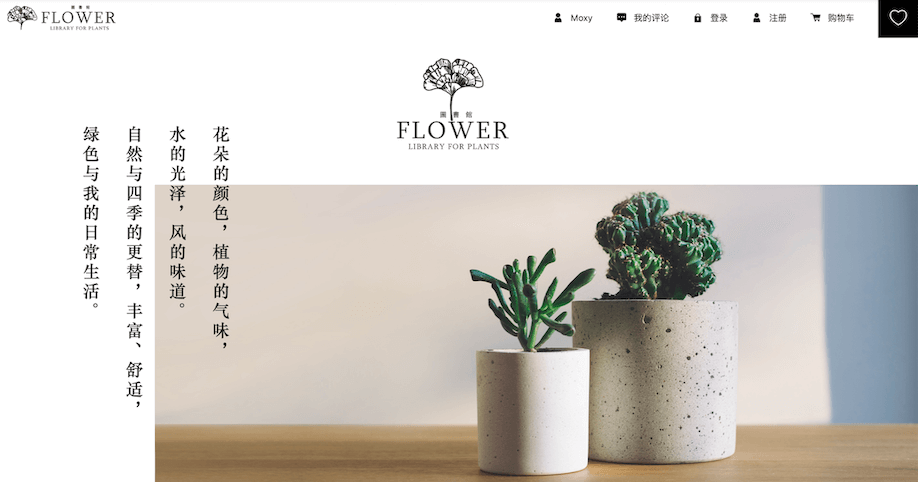 FLOWER
LIBRARY FOR PLANTS
Moxy
我的评论
登录
注册
购物车
FLOWER
LIBRARY FOR PLANTS
花朵的颜色，植物的气味，
水的光泽，风的味道。
自然与四季的更替，丰富、舒适，
绿色与我的日常生活。